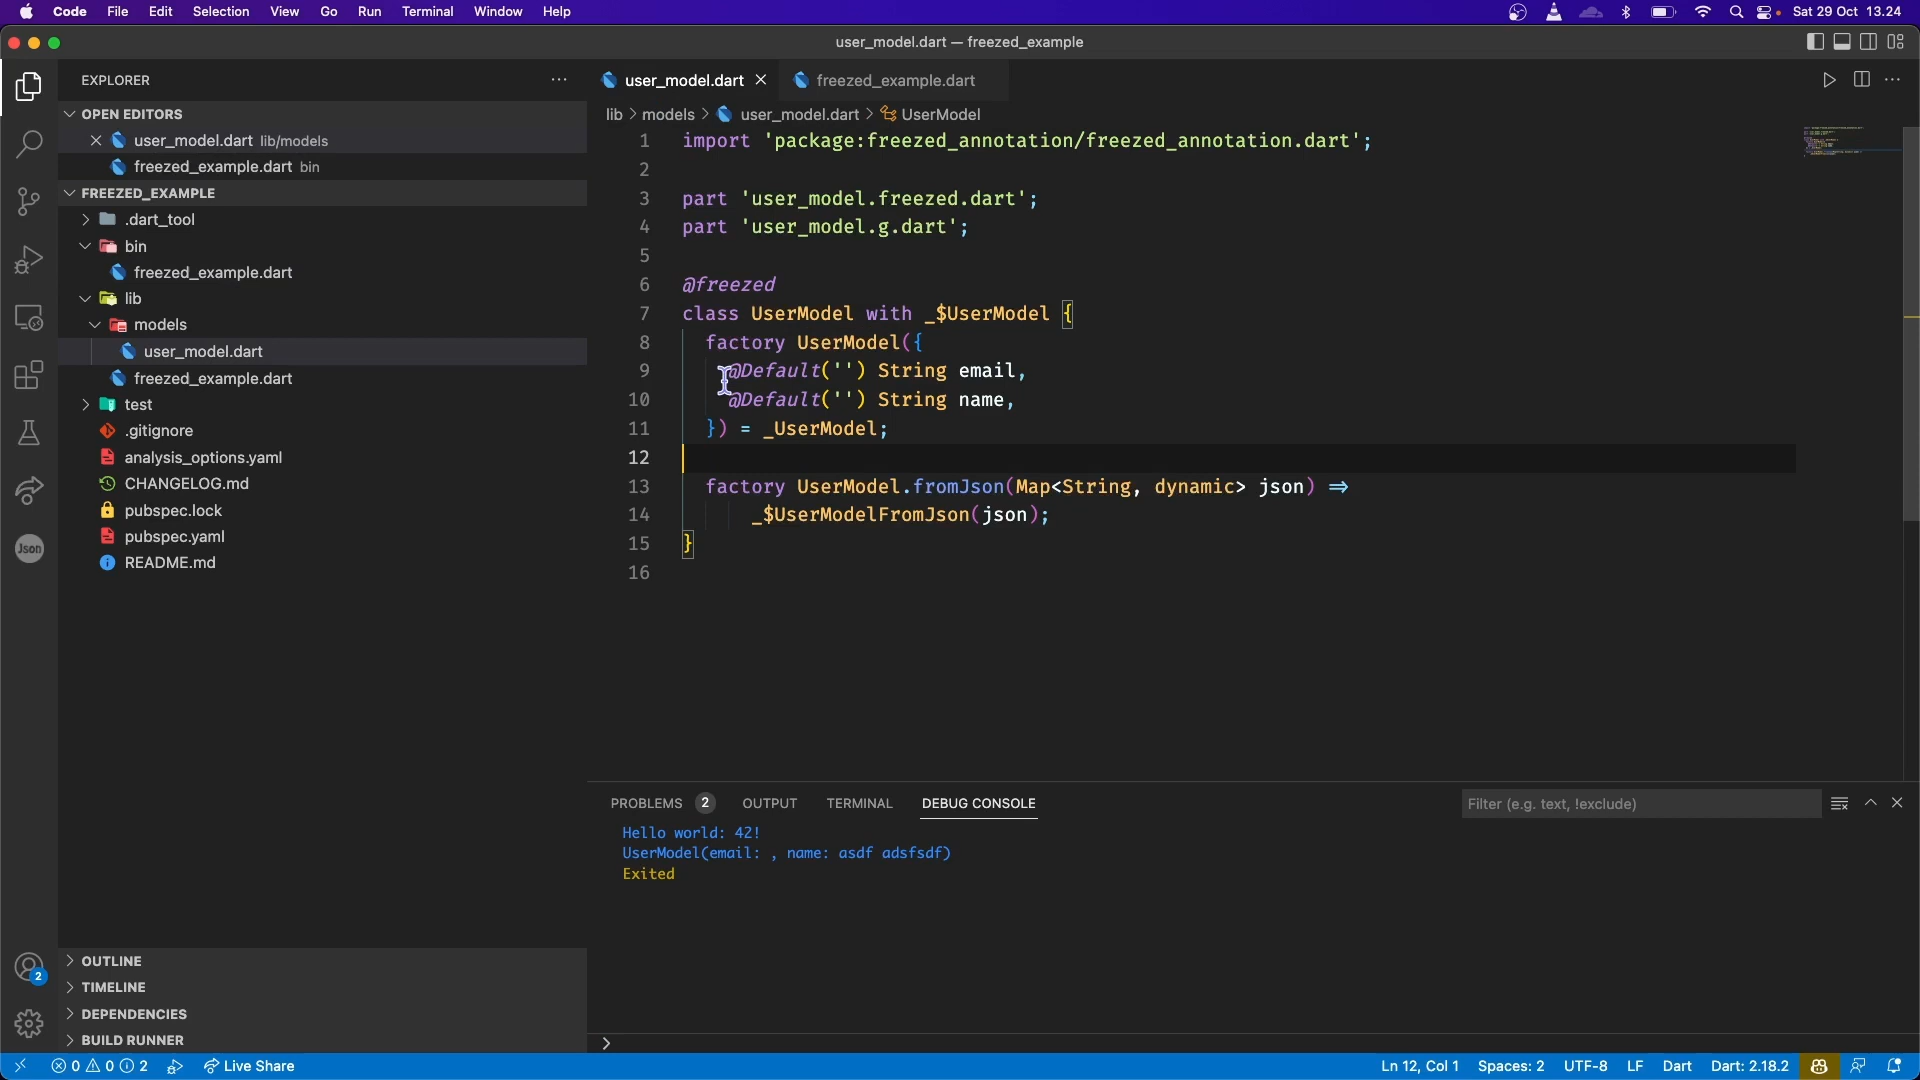 Code File Edit Selection View Go Run Terminal Window Help Sat 29 Oct 13.24
user_model.dart — freezed_example
EXPLORER
OPEN EDITORS
user_model.dart lib/models
freezed_example.dart bin
FREEZED_EXAMPLE
.dart_tool
bin
freezed_example.dart
lib
models
user_model.dart
freezed_example.dart
test
.gitignore
analysis_options.yaml
CHANGELOG.md
pubspec.lock
pubspec.yaml
README.md
Json
2
OUTLINE
TIMELINE
DEPENDENCIES
BUILD RUNNER
user_model.dart freezed_example.dart
lib > models > user_model.dart > UserModel
1 import 'package:freezed_annotation/freezed_annotation.dart';
2
3 part 'user_model.freezed.dart';
4 part 'user_model.g.dart';
5
6 @freezed
7 class UserModel with _$UserModel {
8 factory UserModel({
9 @Default('') String email,
10 @Default('') String name,
11 }) = _UserModel;
12
13 factory UserModel.fromJson(Map<String, dynamic> json) =>
14 _$UserModelFromJson(json);
15 }
16
PROBLEMS 2 OUTPUT TERMINAL DEBUG CONSOLE Filter (e.g. text, !exclude)
Hello world: 42!
UserModel(email: , name: asdf adsfsdf)
Exited
>
0 0 2 Live Share Ln 12, Col 1 Spaces: 2 UTF-8 LF Dart Dart: 2.18.2